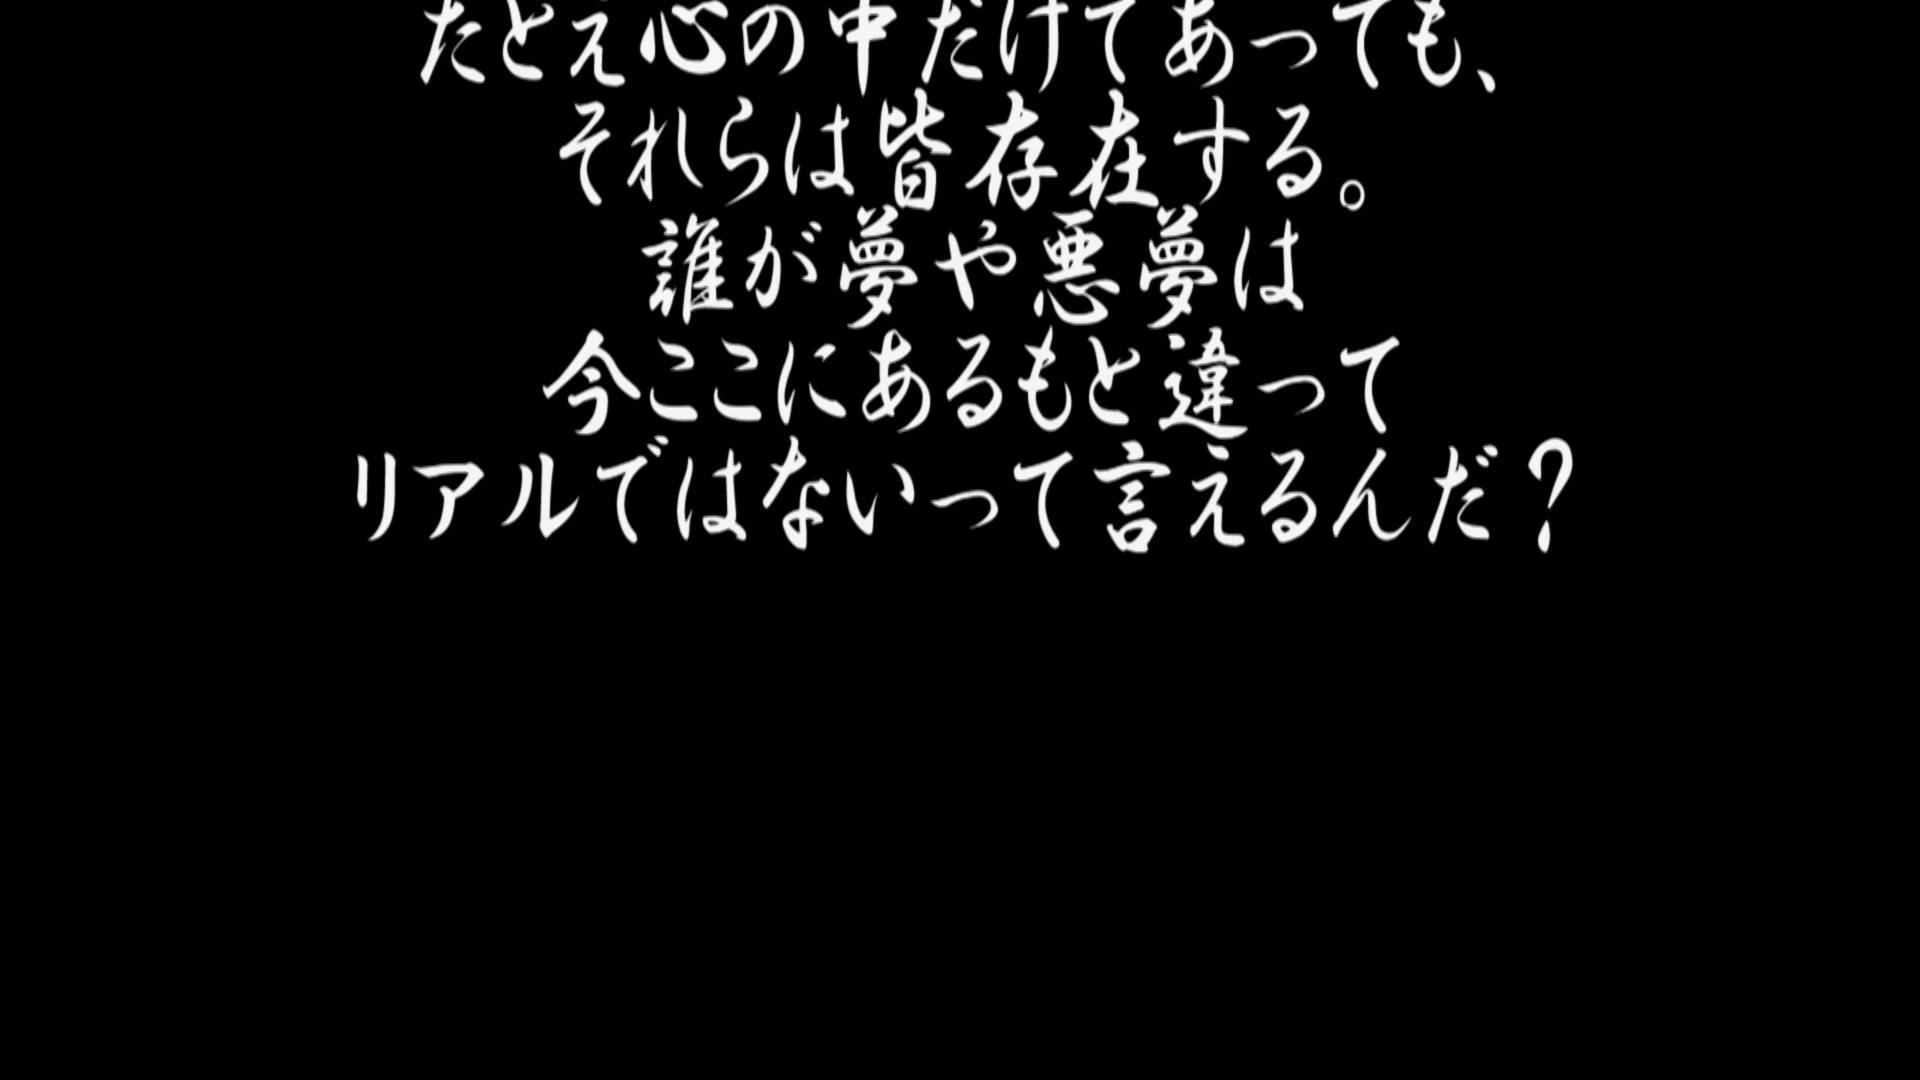 たとえ心の中だけてあっても、
それらは皆存在する。
誰が夢や悪夢は
今ここにあるもと違って
リアルではないって言えるんだ？